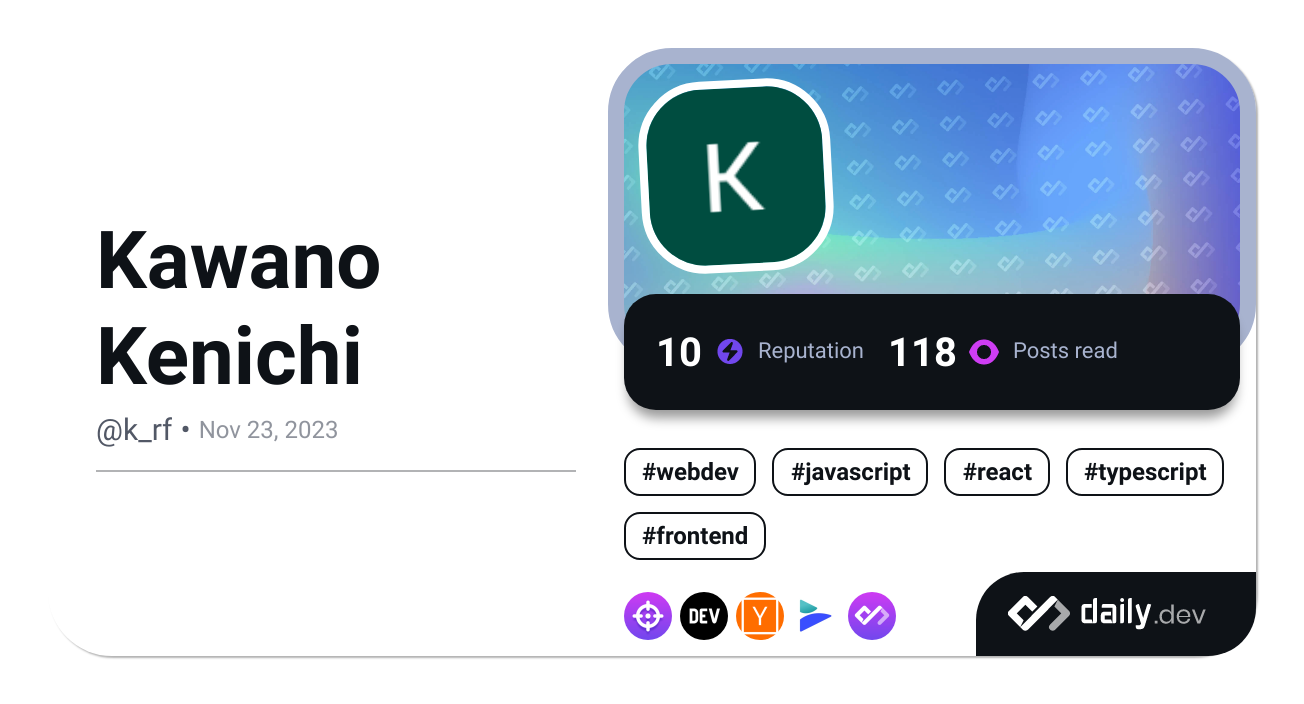 Kawano
Kenichi
@k_rf • Nov 23, 2023
K
10 Reputation 118 Posts read
#webdev #javascript #react #typescript
#frontend
DEV Y
daily.dev